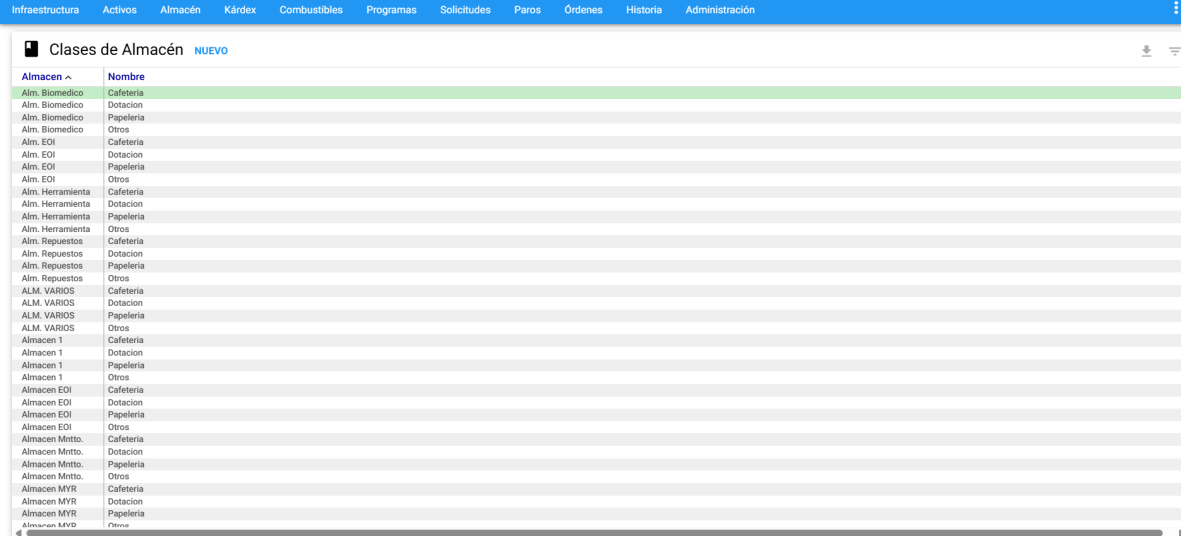 Infraestructura Activos Almacén Kárdex Combustibles Programas Solicitudes Paros Órdenes Historia Administración
Clases de Almacén NUEVO
Almacen Nombre
Alm. Biomedico Cafeteria
Alm. Biomedico Dotacion
Alm. Biomedico Papeleria
Alm. Biomedico Otros
Alm. EOI Cafeteria
Alm. EOI Dotacion
Alm. EOI Papeleria
Alm. EOI Otros
Alm. Herramienta Cafeteria
Alm. Herramienta Dotacion
Alm. Herramienta Papeleria
Alm. Herramienta Otros
Alm. Repuestos Cafeteria
Alm. Repuestos Dotacion
Alm. Repuestos Papeleria
Alm. Repuestos Otros
ALM. VARIOS Cafeteria
ALM. VARIOS Dotacion
ALM. VARIOS Papeleria
ALM. VARIOS Otros
Almacen 1 Cafeteria
Almacen 1 Dotacion
Almacen 1 Papeleria
Almacen 1 Otros
Almacen EOI Cafeteria
Almacen EOI Dotacion
Almacen EOI Papeleria
Almacen EOI Otros
Almacen Mntto. Cafeteria
Almacen Mntto. Dotacion
Almacen Mntto. Papeleria
Almacen Mntto. Otros
Almacen MYR Cafeteria
Almacen MYR Dotacion
Almacen MYR Papeleria
Almacen MYR Otros